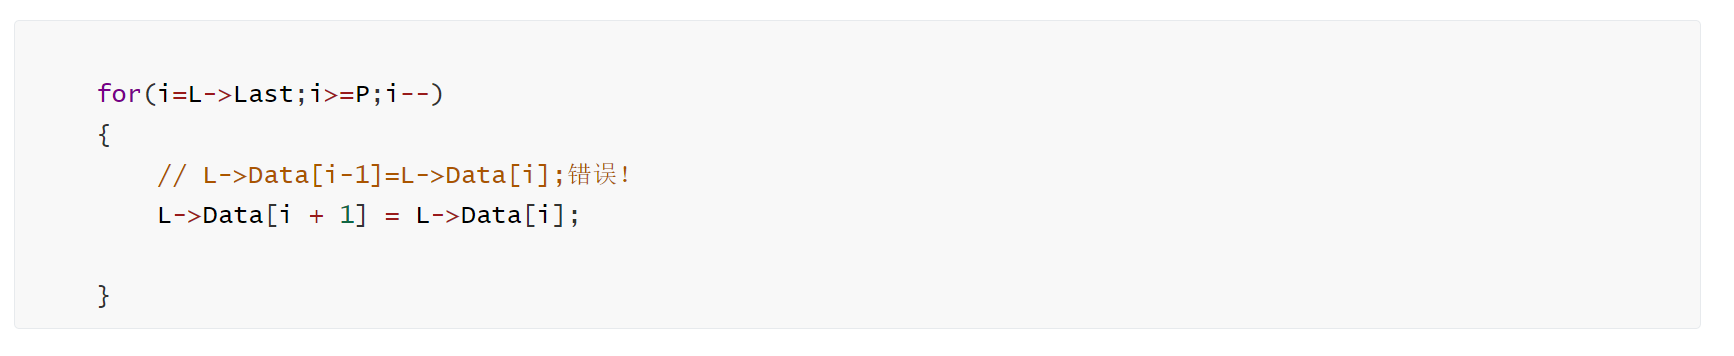 for(i=L->Last;i>=P;i--)
{
    // L->Data[i-1]=L->Data[i];错误!
    L->Data[i + 1] = L->Data[i];
}